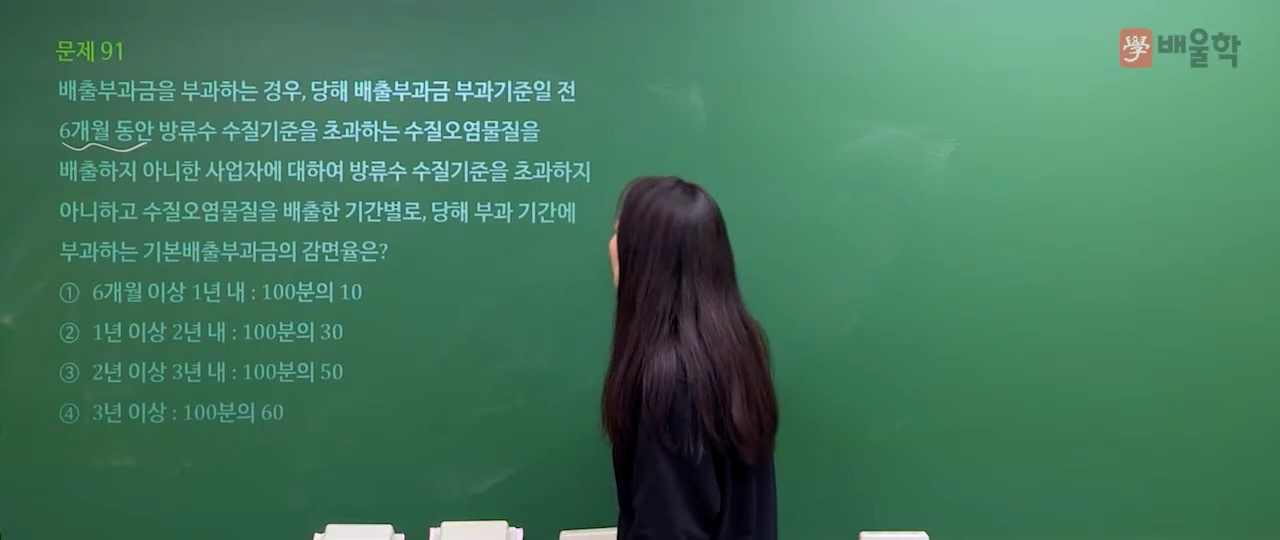 문제 91
學 배울학
배출부과금을 부과하는 경우, 당해 배출부과금 부과기준일 전
6개월 동안 방류수 수질기준을 초과하는 수질오염물질을
배출하지 아니한 사업자에 대하여 방류수 수질기준을 초과하지
아니하고 수질오염물질을 배출한 기간별로, 당해 부과 기간에
부과하는 기본배출부과금의 감면율은?
① 6개월 이상 1년 내 : 100분의 10
② 1년 이상 2년 내 : 100분의 30
③ 2년 이상 3년 내 : 100분의 50
④ 3년 이상 : 100분의 60